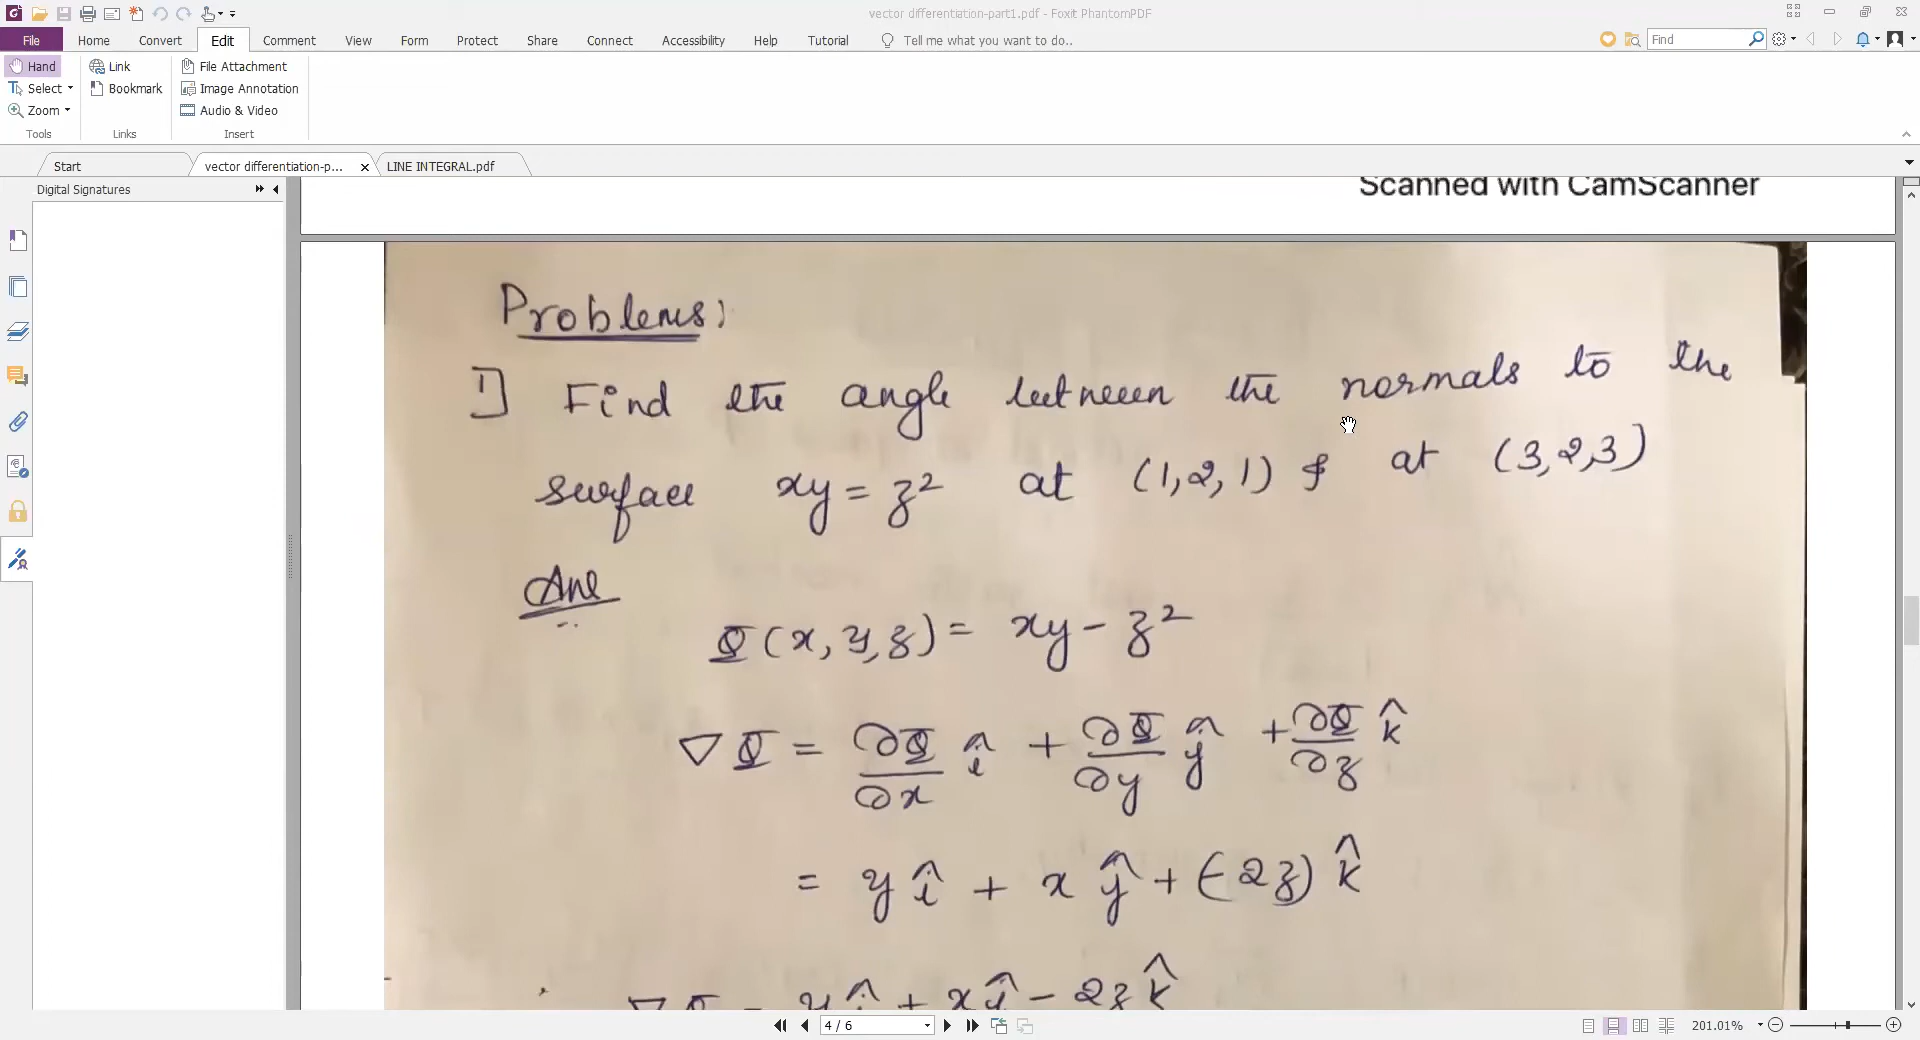 vector differentiation-part1.pdf - Foxit PhantomPDF
File Home Convert Edit Comment View Form Protect Share Connect Accessibility Help Tutorial Tell me what you want to do.. Find
Hand Link File Attachment
Select Bookmark Image Annotation
Zoom Audio & Video
Tools Links Insert
Start vector differentiation-p... LINE INTEGRAL.pdf
Digital Signatures
Scanned with CamScanner
Problems:
1) Find the angle between the normals to the
surface xy = z² at (1,2,1) & at (3,2,3)
Ans
Φ(x,y,z) = xy - z²
∇Φ = ∂Φ/∂x î + ∂Φ/∂y ĵ + ∂Φ/∂z k̂
= y î + x ĵ + (-2z) k̂
∇Φ = y î + x ĵ - 2z k̂
4 / 6 201.01%